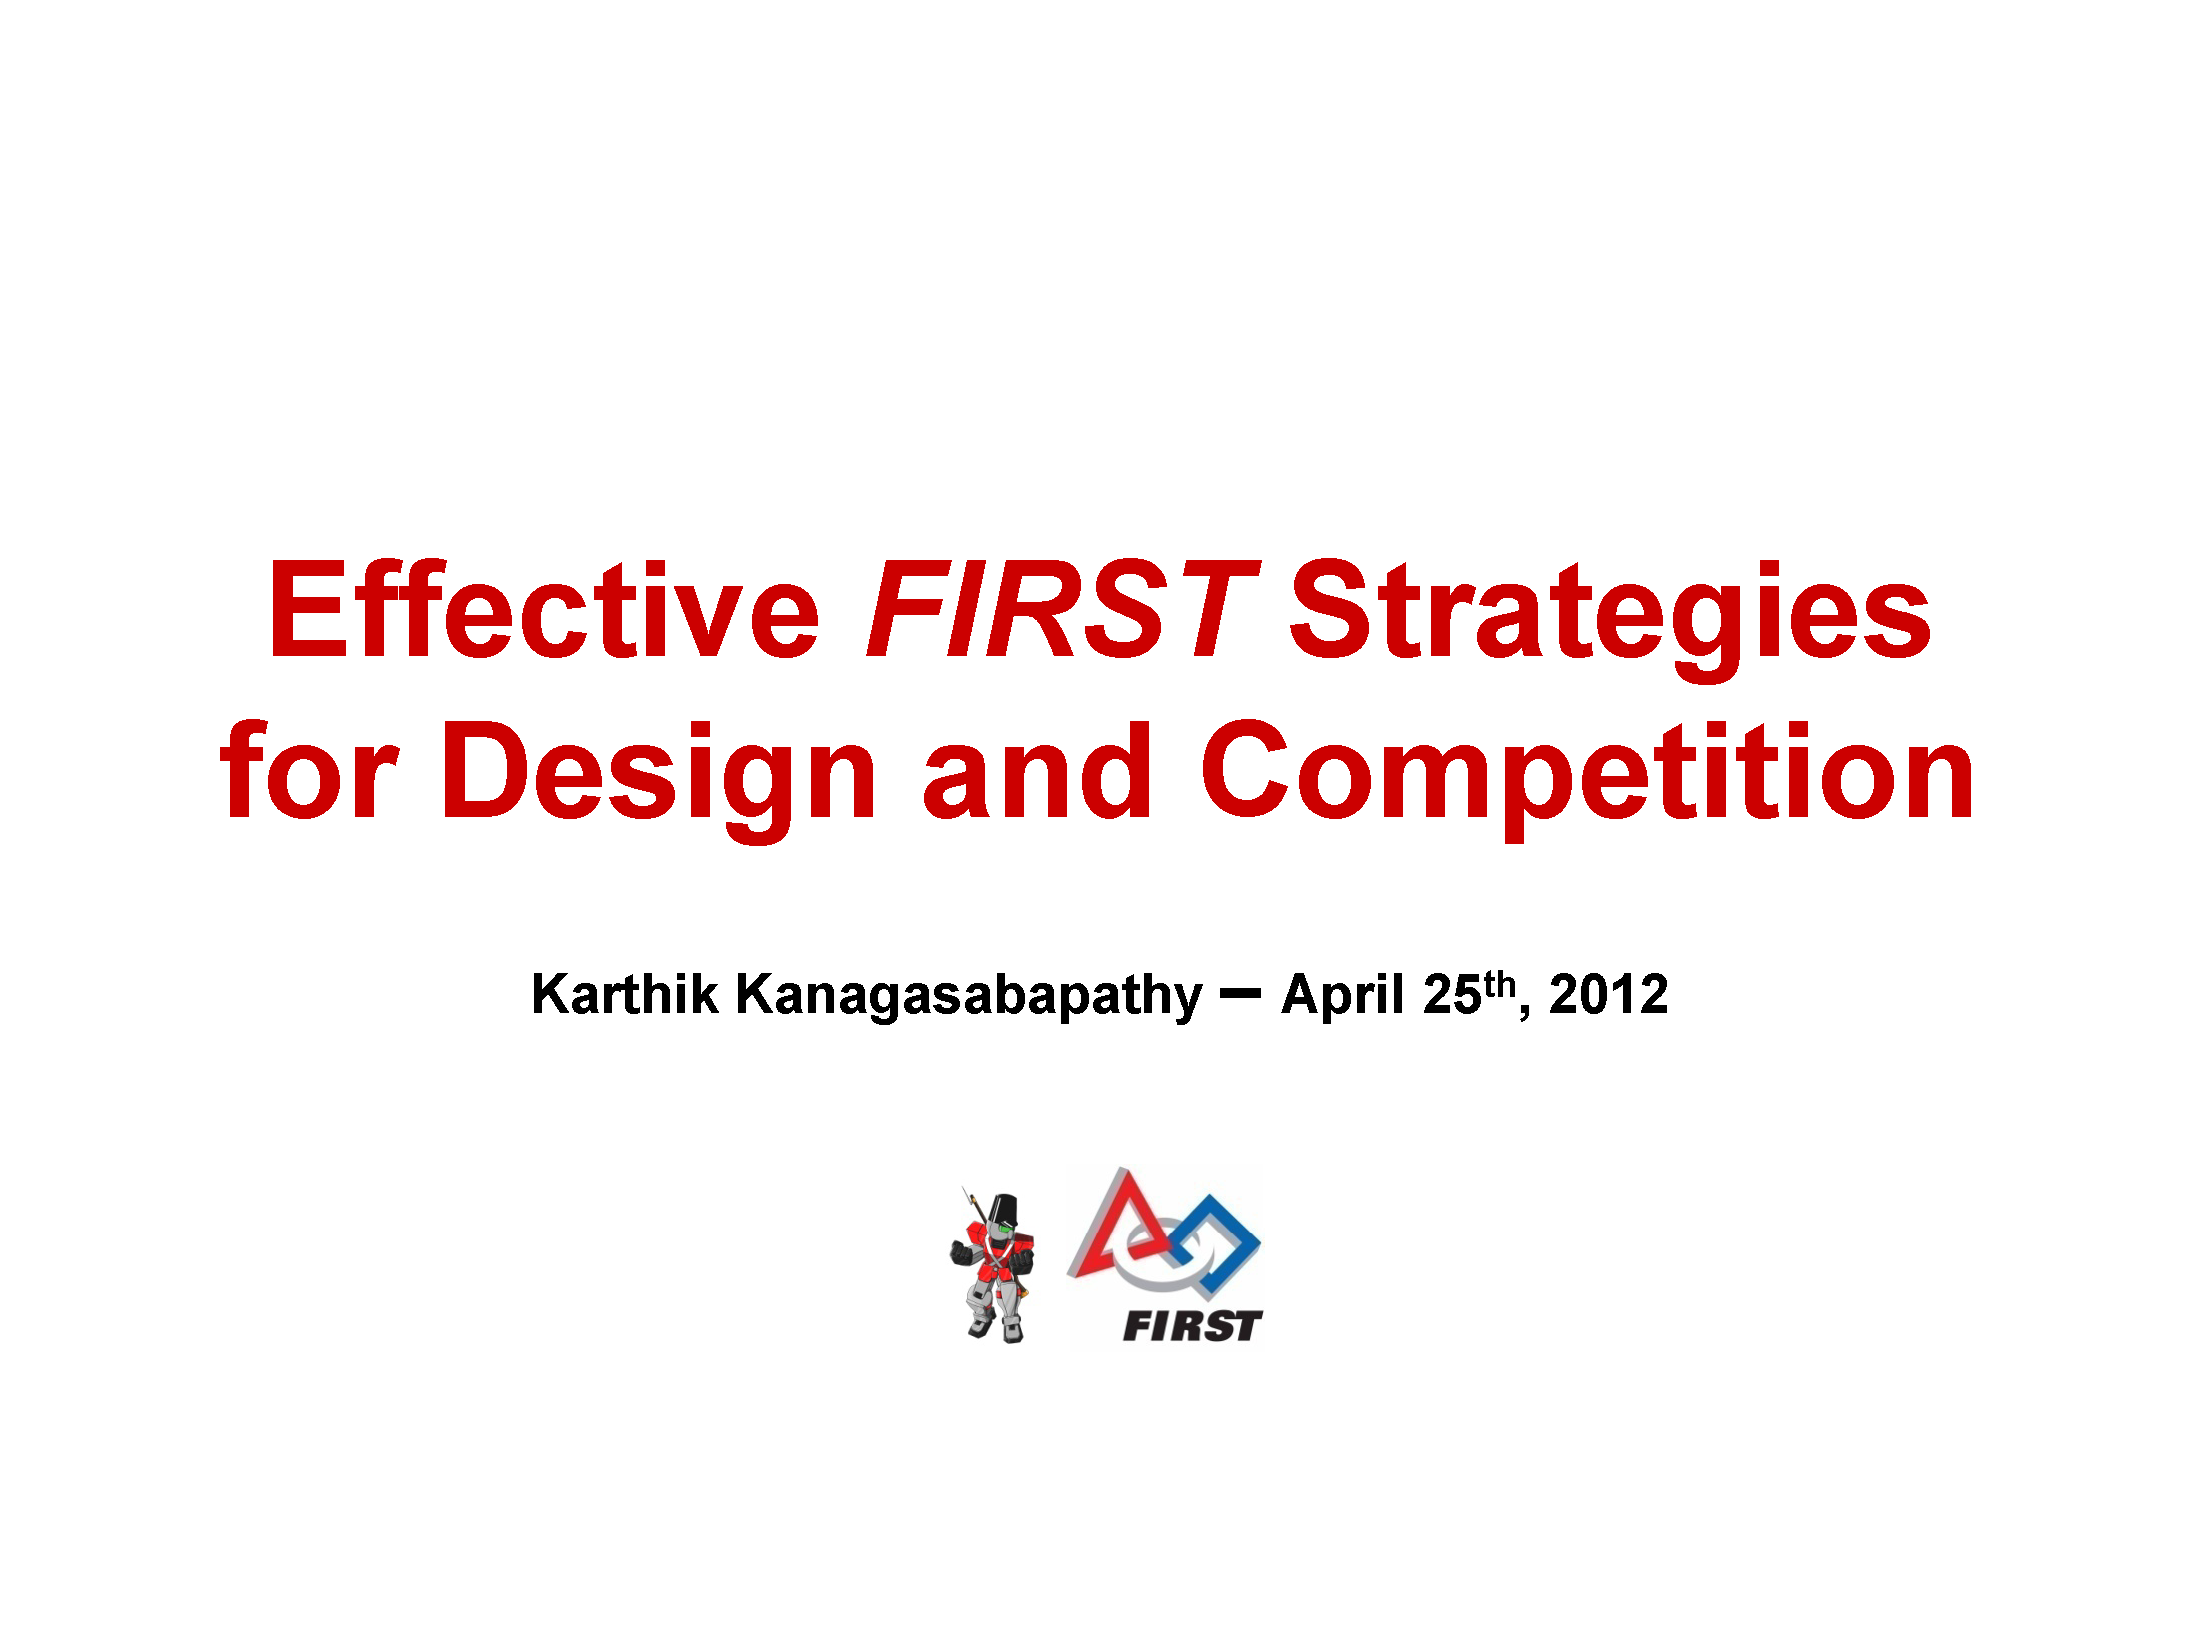 Effective FIRST Strategies
for Design and Competition
Karthik Kanagasabapathy – April 25th, 2012
FIRST